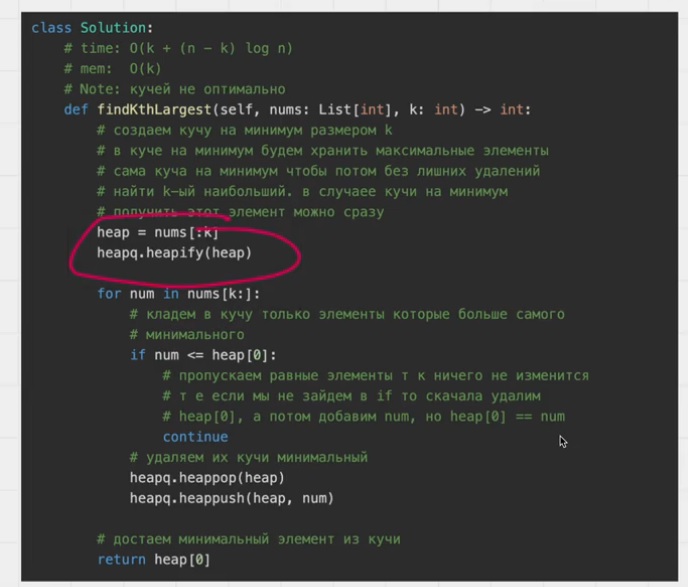 class Solution:
# time: O(k + (n - k) log n)
# mem: O(k)
# Note: кучей не оптимально
def findKthLargest(self, nums: List[int], k: int) -> int:
# создаем кучу на минимум размером k
# в куче на минимум будем хранить максимальные элементы
# сама куча на минимум чтобы потом без лишних удалений
# найти k-ый наибольший. в случаее кучи на минимум
# получить этот элемент можно сразу
heap = nums[:k]
heapq.heapify(heap)
for num in nums[k:]:
# кладем в кучу только элементы которые больше самого
# минимального
if num <= heap[0]:
# пропускаем равные элементы т к ничего не изменится
# т е если мы не зайдем в if то скачала удалим
# heap[0], а потом добавим num, но heap[0] == num
continue
# удаляем их кучи минимальный
heapq.heappop(heap)
heapq.heappush(heap, num)
# достаем минимальный элемент из кучи
return heap[0]